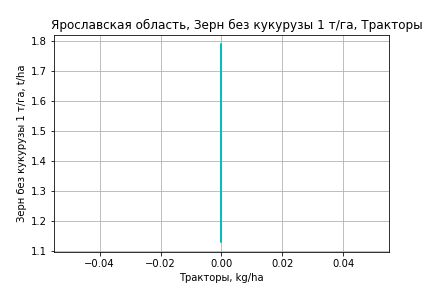 Ярославская область, Зерн без кукурузы 1 т/га, Тракторы
1.8
1.7
1.6
1.5
1.4
1.3
1.2
1.1
Зерн без кукурузы 1 т/га, t/ha
−0.04 −0.02 0.00 0.02 0.04
Тракторы, kg/ha